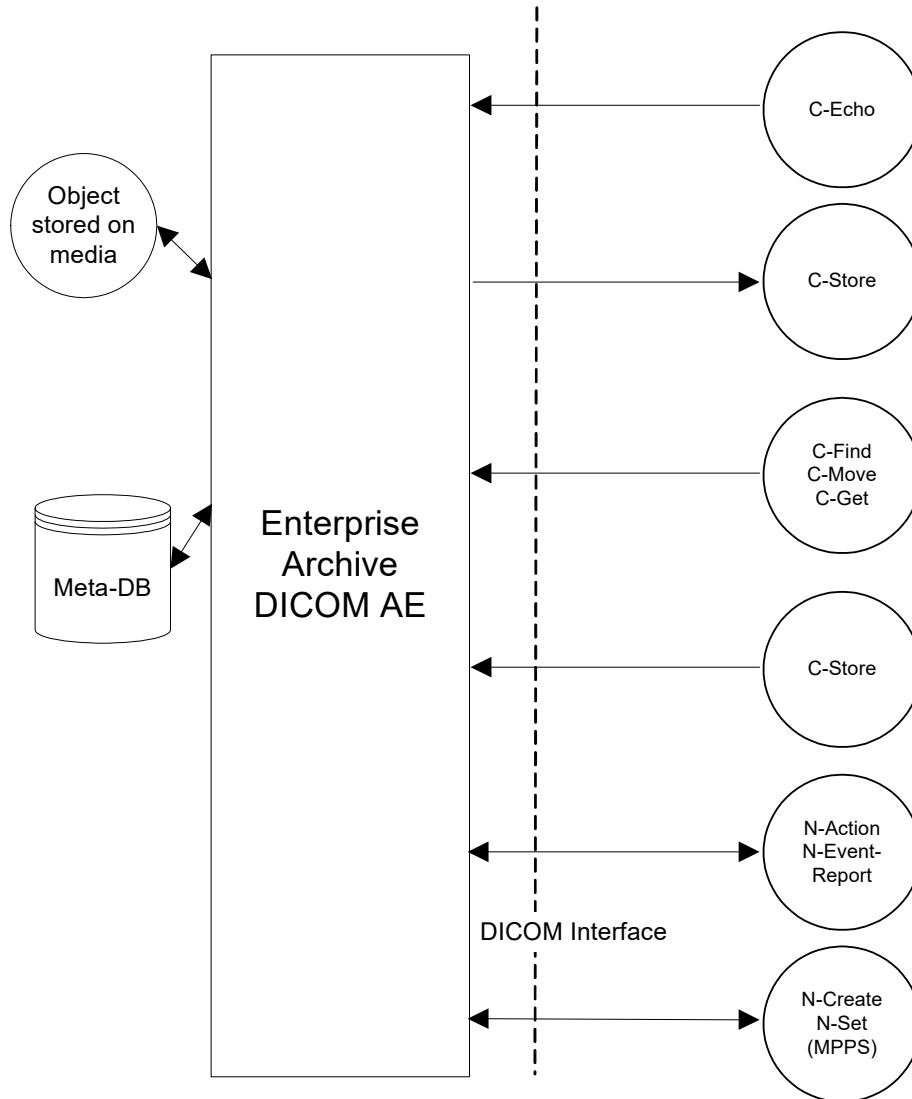 C-Echo
Object
stored on
media
C-Store
C-Find
C-Move
C-Get
Enterprise
Archive
DICOM AE
Meta-DB
C-Store
N-Action
N-Event-
Report
DICOM Interface
N-Create
N-Set
(MPPS)